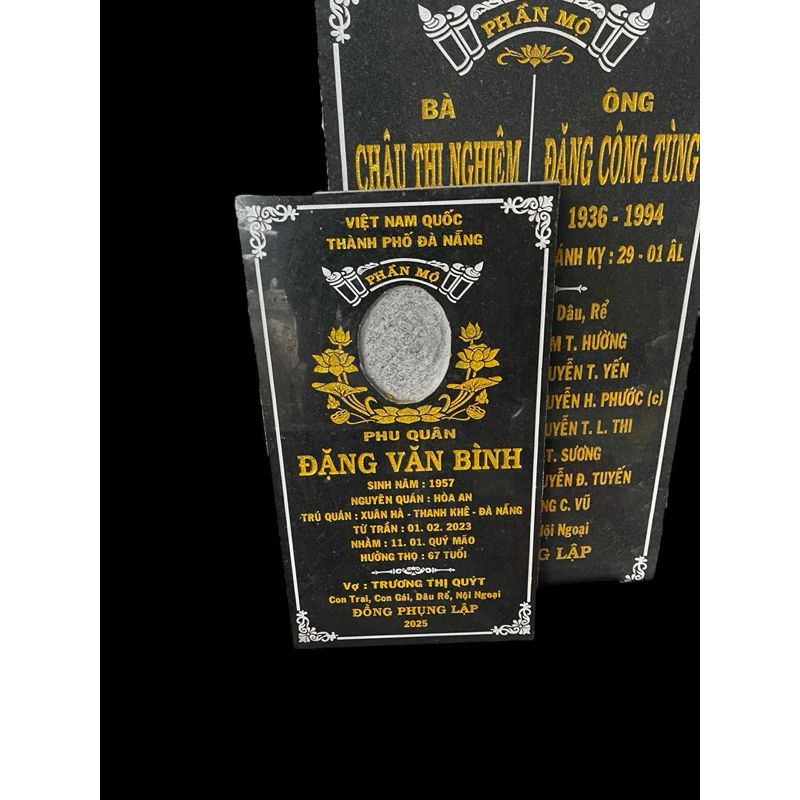 PHẦN MỘ
BÀ
CHÂU THỊ NGHIÊM
ÔNG
ĐẶNG CÔNG TÙNG
1936 - 1994
KỴ : 29 - 01 ÂL
Dâu, Rể
T. HƯỜNG
T. YẾN
H. PHƯỚC (c)
T. L. THI
T. SƯƠNG
Đ. TUYẾN
C. VŨ
Nội Ngoại
LẬP
VIỆT NAM QUỐC
THÀNH PHỐ ĐÀ NẴNG
PHẦN MỘ
PHU QUÂN
ĐẶNG VĂN BÌNH
SINH NĂM : 1957
NGUYÊN QUÁN : HÒA AN
TRÚ QUÁN : XUÂN HÀ - THANH KHÊ - ĐÀ NẴNG
TỪ TRẦN : 01. 02. 2023
NHẰM : 11. 01. QUÝ MÃO
HƯỞNG THỌ : 67 TUỔI
Vợ : TRƯƠNG THỊ QUÝT
Con Trai, Con Gái, Dâu Rể, Nội Ngoại
ĐỒNG PHỤNG LẬP
2025